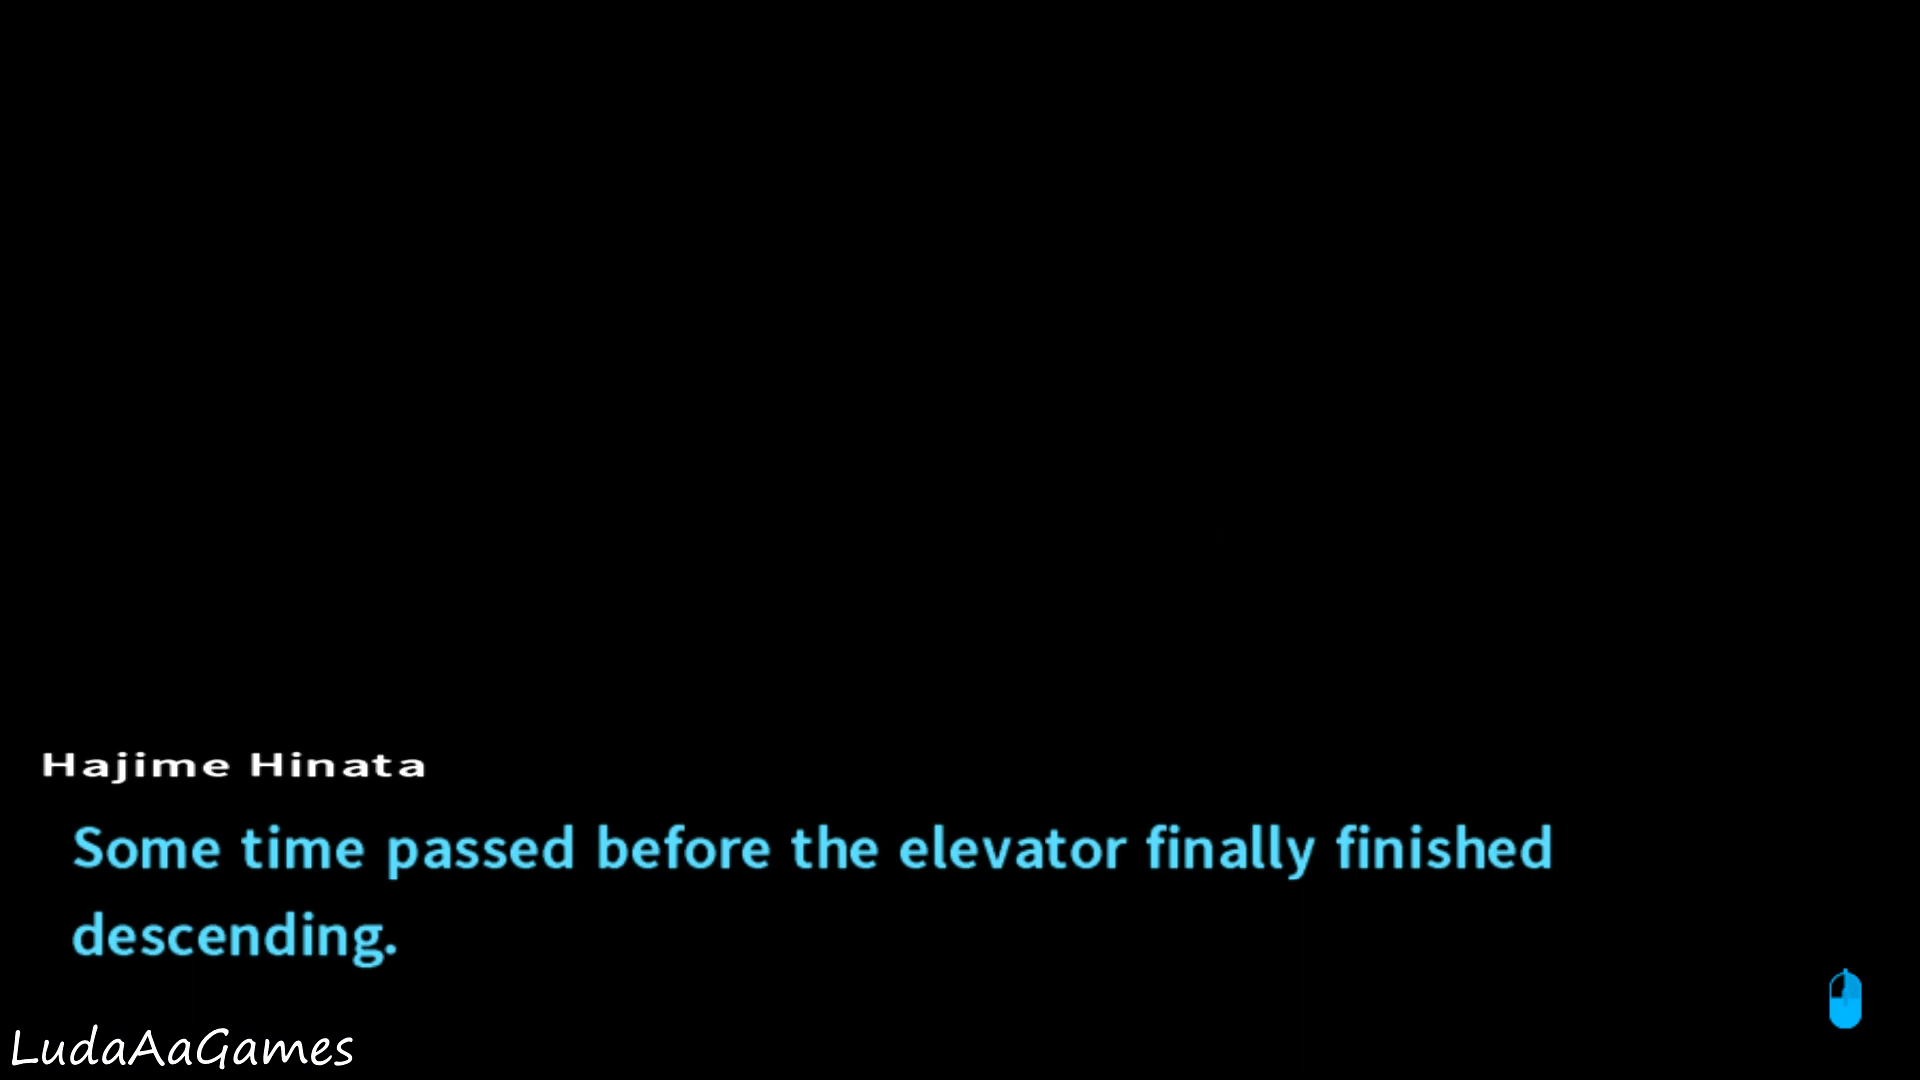 Hajime Hinata
Some time passed before the elevator finally finished
descending.
LudaAaGames